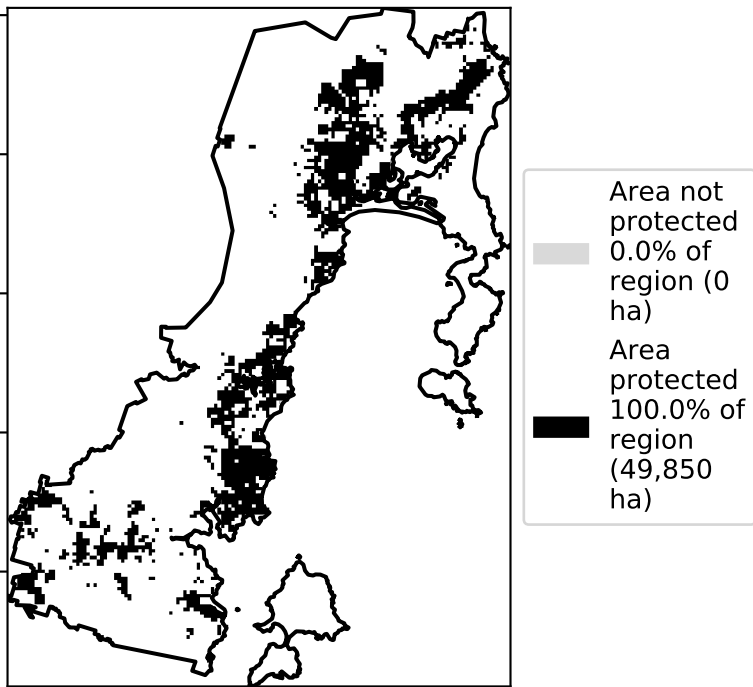 Area not
protected
0.0% of
region (0
ha)
Area
protected
100.0% of
region
(49,850
ha)